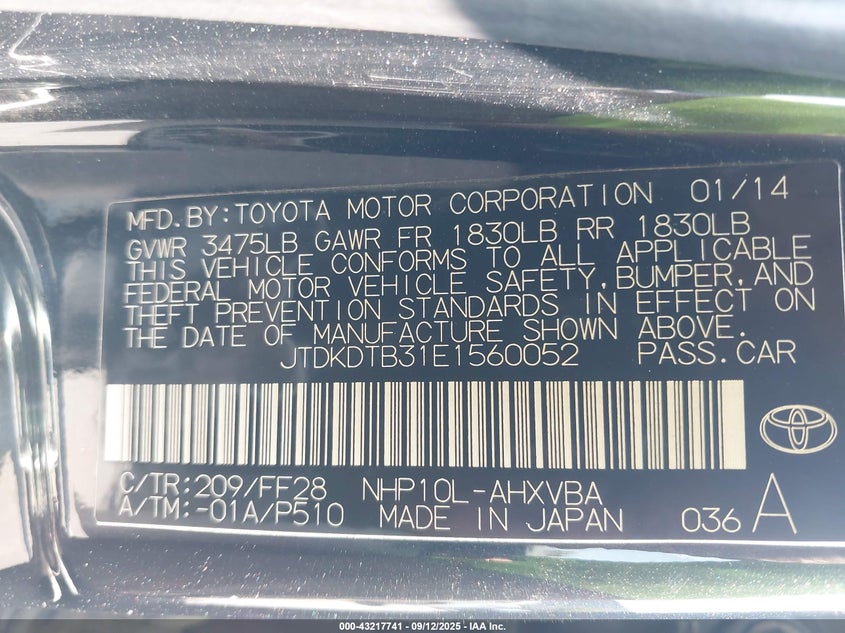 MFD. BY: TOYOTA MOTOR CORPORATION 01/14
GVWR 3475LB GAWR FR 1830LB RR 1830LB
THIS VEHICLE CONFORMS TO ALL APPLICABLE
FEDERAL MOTOR VEHICLE SAFETY, BUMPER, AND
THEFT PREVENTION STANDARDS IN EFFECT ON
THE DATE OF MANUFACTURE SHOWN ABOVE.
JTDKDTB31E1560052 PASS. CAR
C/TR: 209/FF28 NHP10L-AHXVBA
A/TM: -01A/P510 MADE IN JAPAN 036 A
000-43217741 - 09/12/2025 - IAA Inc.